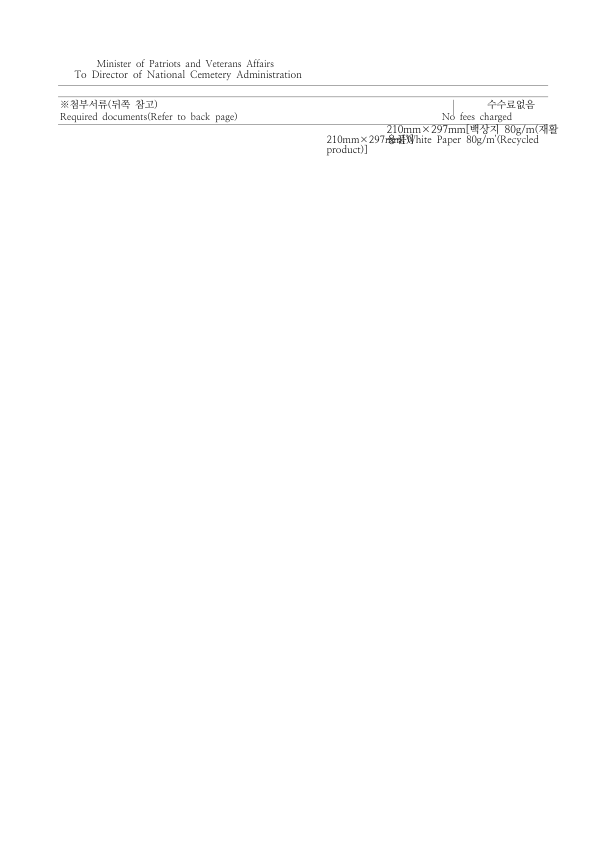 Minister of Patriots and Veterans Affairs
To Director of National Cemetery Administration
※첨부서류(뒤쪽 참고) 수수료없음
Required documents(Refer to back page) No fees charged
210mm×297mm[백상지 80g/m(재활
210mm×297mm[White Paper 80g/m (Recycled
product)]